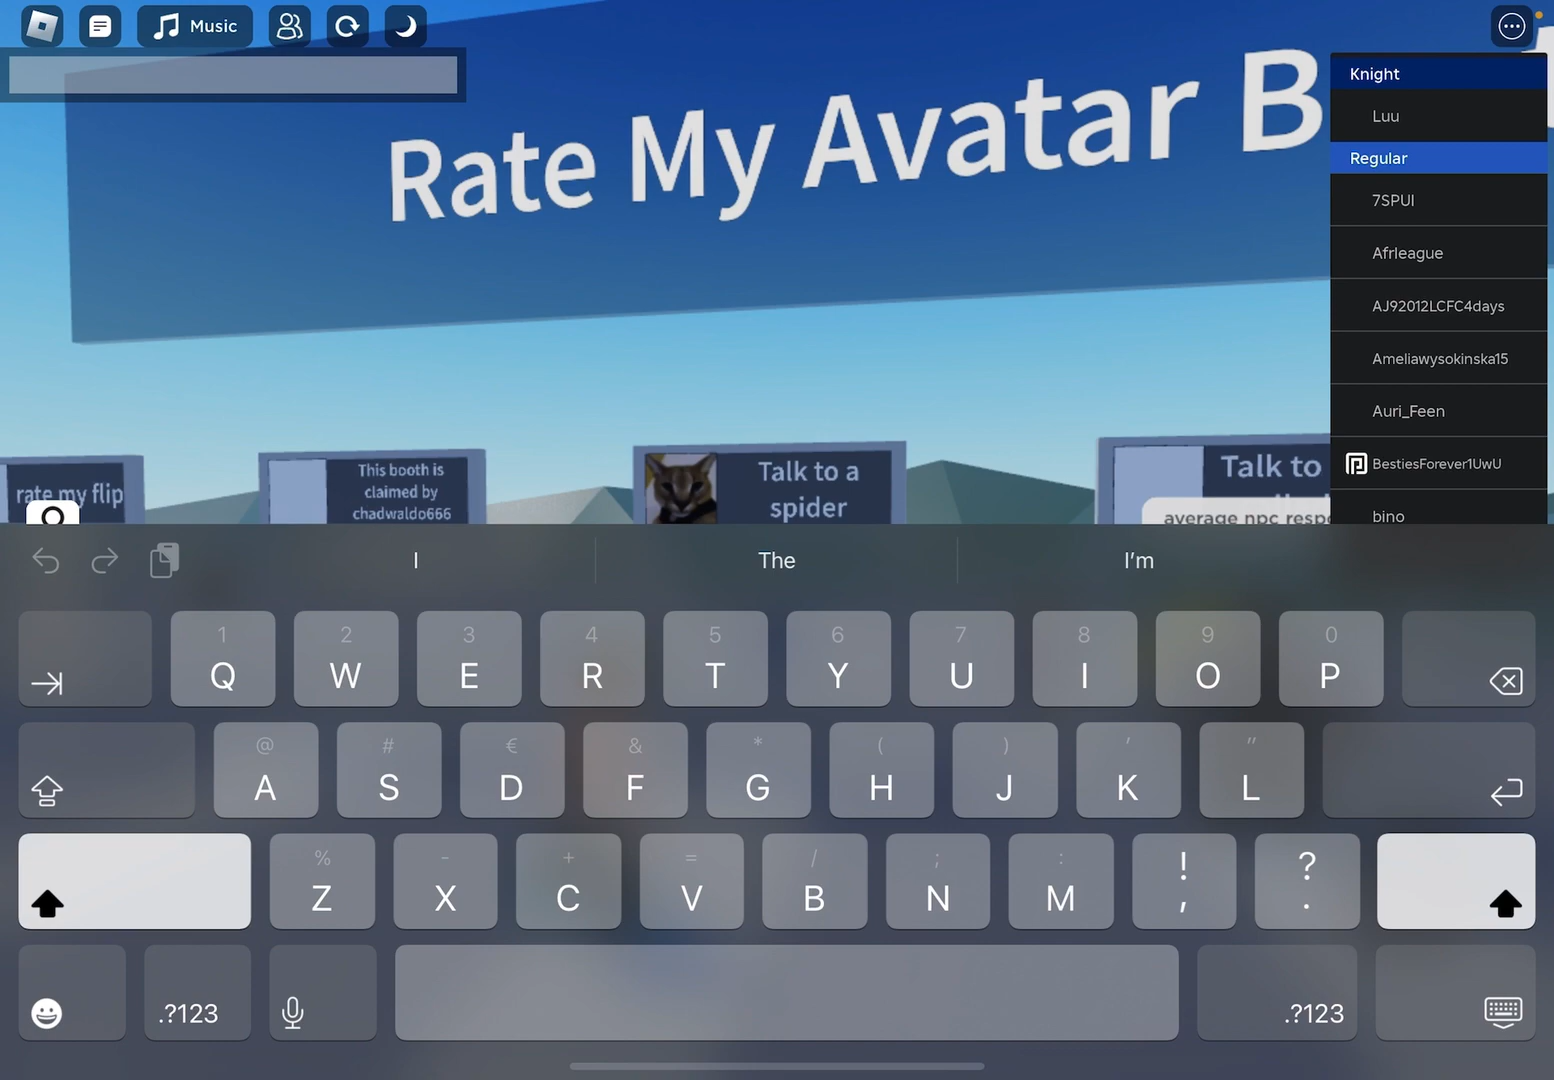 Music
Rate My Avatar B
Knight
Luu
Regular
7SPUI
Afrleague
AJ92012LCFC4days
Ameliawysokinska15
Auri_Feen
BestiesForever1UwU
bino
rate my flip
This booth is
claimed by
chadwaldo666
Talk to a
spider
Talk to
average npc resp
I
The
I'm
1 2 3 4 5 6 7 8 9 0
Q W E R T Y U I O P
@ # € & * ( ) ' "
A S D F G H J K L
% - + = / ; : ! ?
Z X C V B N M , .
.?123
.?123